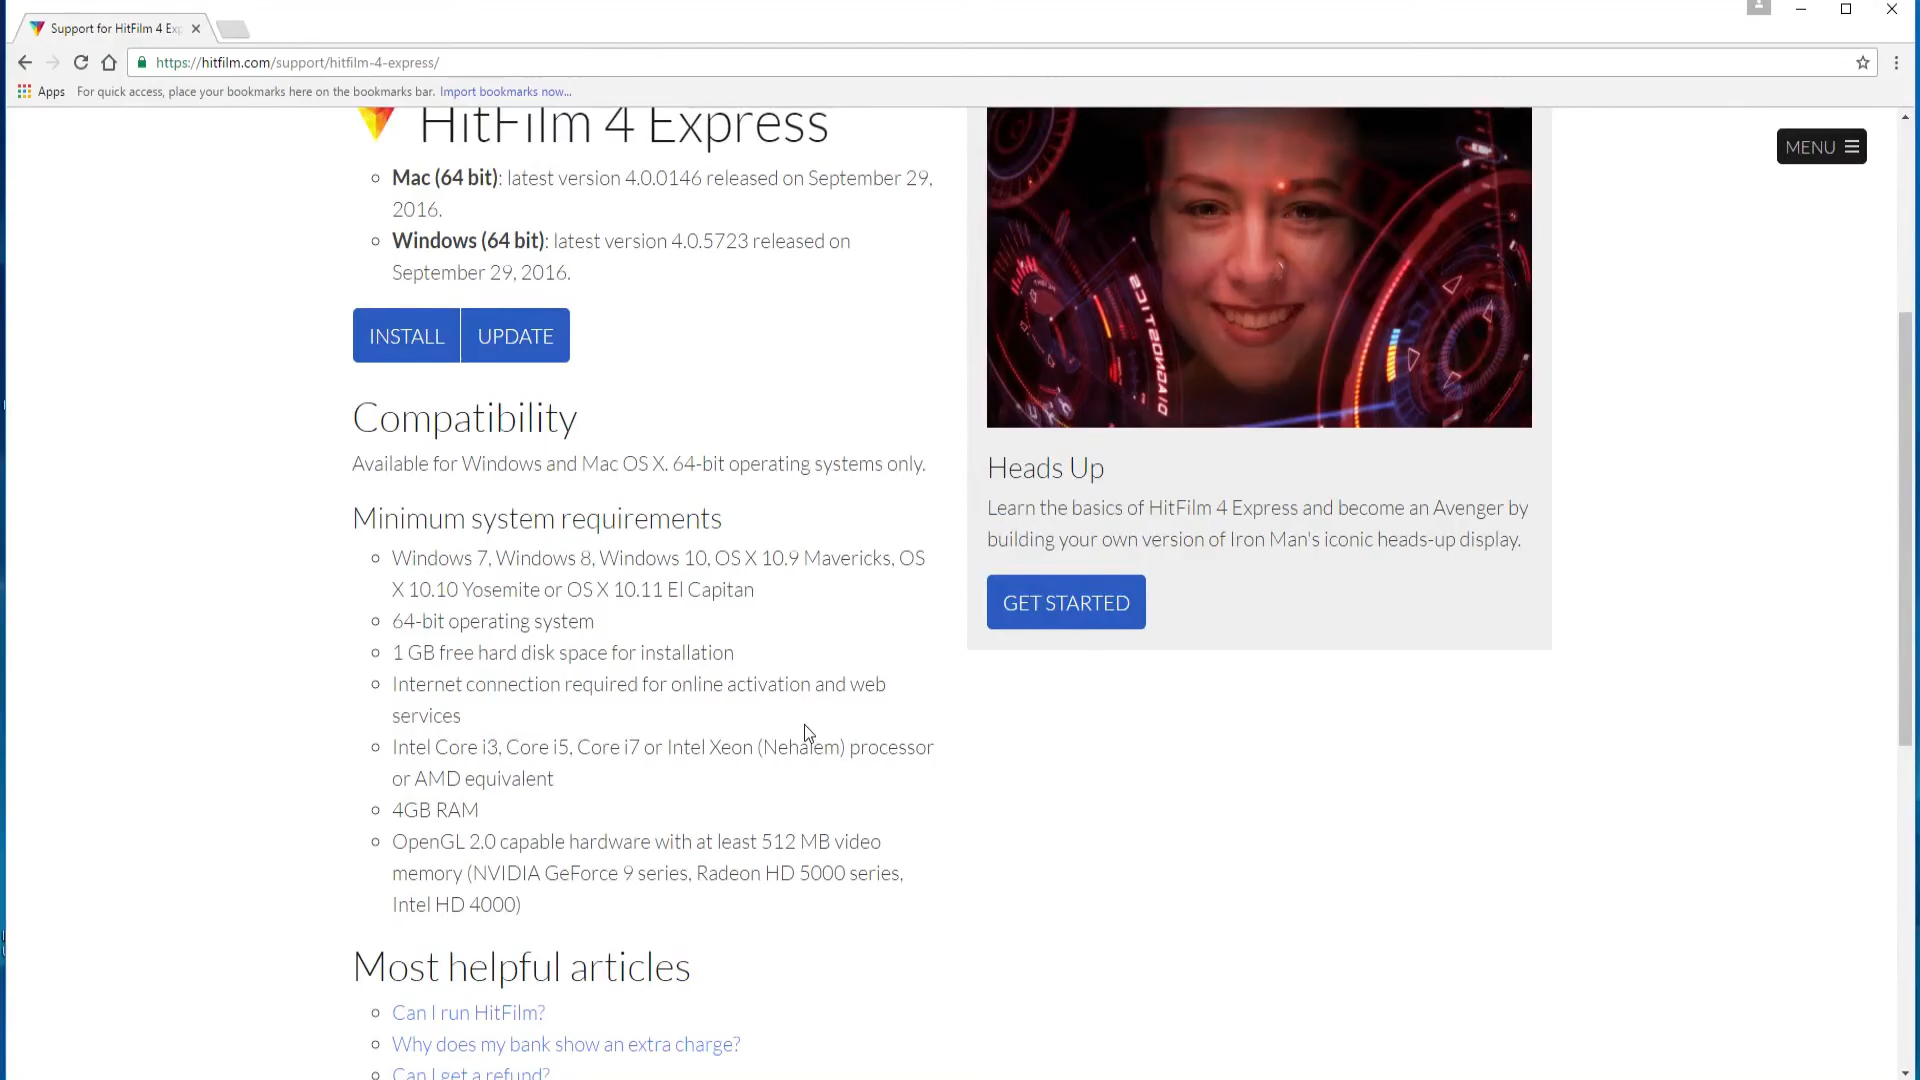 Support for HitFilm 4 Exp
https://hitfilm.com/support/hitfilm-4-express/
Apps For quick access, place your bookmarks here on the bookmarks bar. Import bookmarks now...
MENU
HitFilm 4 Express
Mac (64 bit): latest version 4.0.0146 released on September 29,
2016.
Windows (64 bit): latest version 4.0.5723 released on
September 29, 2016.
INSTALL UPDATE
Compatibility
Available for Windows and Mac OS X. 64-bit operating systems only.
Minimum system requirements
Windows 7, Windows 8, Windows 10, OS X 10.9 Mavericks, OS
X 10.10 Yosemite or OS X 10.11 El Capitan
64-bit operating system
1 GB free hard disk space for installation
Internet connection required for online activation and web
services
Intel Core i3, Core i5, Core i7 or Intel Xeon (Nehalem) processor
or AMD equivalent
4GB RAM
OpenGL 2.0 capable hardware with at least 512 MB video
memory (NVIDIA GeForce 9 series, Radeon HD 5000 series,
Intel HD 4000)
Most helpful articles
Can I run HitFilm?
Why does my bank show an extra charge?
Can I get a refund?
DIAGNOSTICS
Heads Up
Learn the basics of HitFilm 4 Express and become an Avenger by
building your own version of Iron Man's iconic heads-up display.
GET STARTED